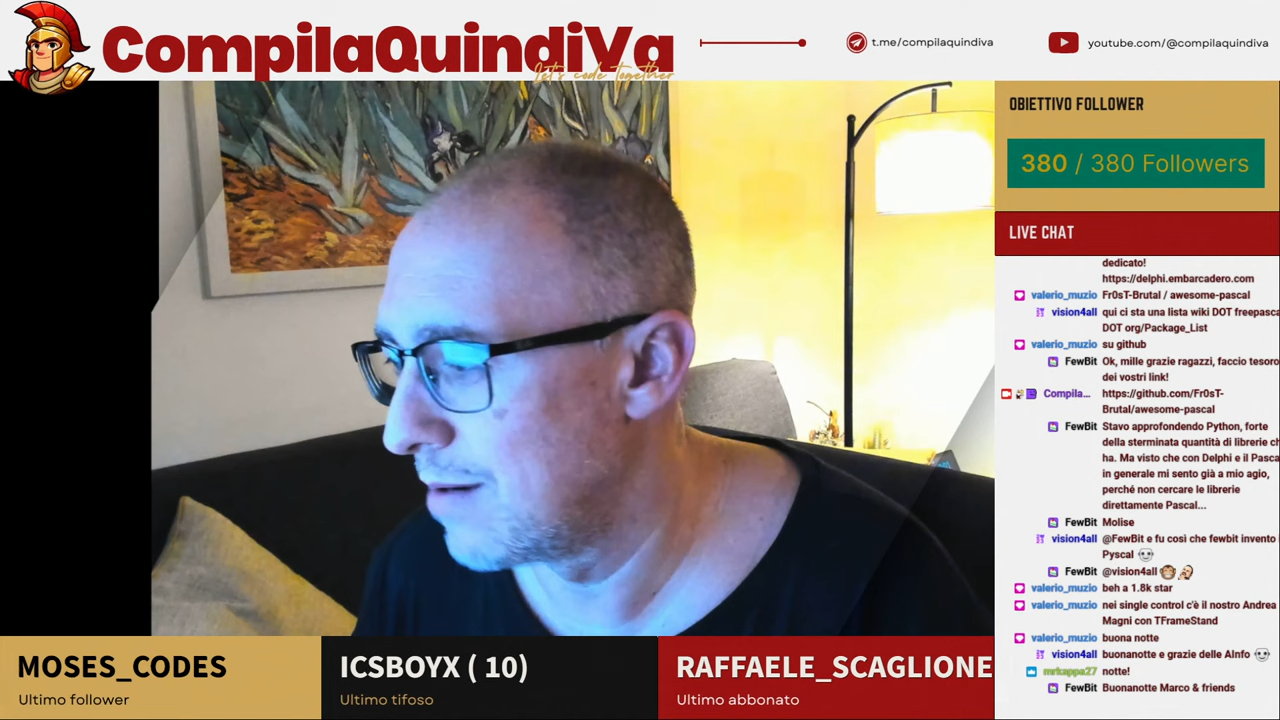 CompilaQuindiVa
Let's code together
t.me/compilaquindiva
youtube.com/@compilaquindiva
OBIETTIVO FOLLOWER
380 / 380 Followers
LIVE CHAT
dedicato!
https://delphi.embarcadero.com
valerio_muzio Fr0sT-Brutal / awesome-pascal
vision4all qui ci sta una lista wiki DOT freepasca
DOT org/Package_List
valerio_muzio su github
FewBit Ok, mille grazie ragazzi, faccio tesoro
dei vostri link!
Compila... https://github.com/Fr0sT-
Brutal/awesome-pascal
FewBit Stavo approfondendo Python, forte
della sterminata quantità di librerie ch
ha. Ma visto che con Delphi e il Pasca
in generale mi sento già a mio agio,
perché non cercare le librerie
direttamente Pascal...
FewBit Molise
vision4all @FewBit e fu così che fewbit invento
Pyscal
FewBit @vision4all
valerio_muzio beh a 1.8k star
valerio_muzio nei single control c'è il nostro Andrea
Magni con TFrameStand
valerio_muzio buona notte
vision4all buonanotte e grazie delle AInfo
mrkappa27 notte!
FewBit Buonanotte Marco & friends
MOSES_CODES
Ultimo follower
ICSBOYX ( 10)
Ultimo tifoso
RAFFAELE_SCAGLIONE
Ultimo abbonato